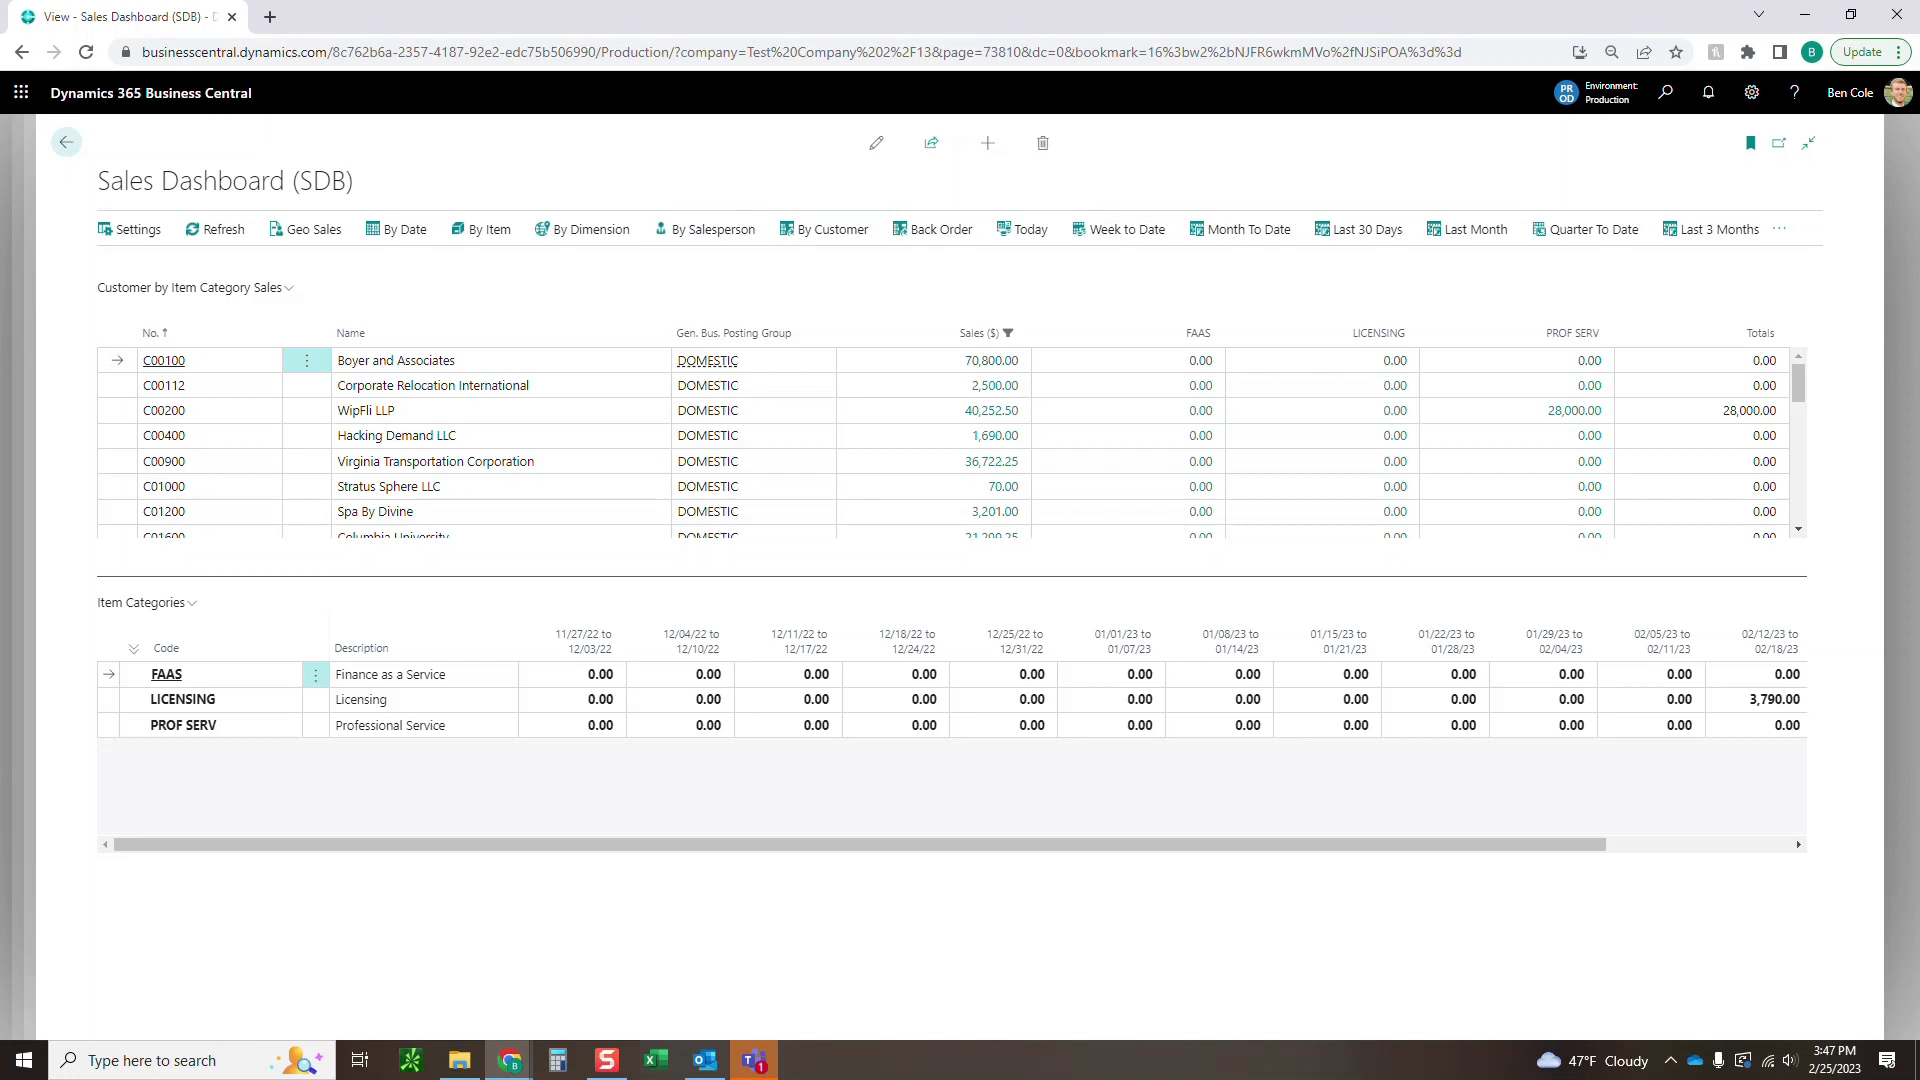 View - Sales Dashboard (SDB) -
businesscentral.dynamics.com/8c762b6a-2357-4187-92e2-edc75b506990/Production/?company=Test%20Company%202%2F13&page=73810&dc=0&bookmark=16%3bw2%2bNJFR6wkmMVo%2fNJSiPOA%3d%3d
B
Update
Dynamics 365 Business Central
PR
OD
Environment:
Production
?
Ben Cole
Sales Dashboard (SDB)
Settings Refresh Geo Sales By Date By Item By Dimension By Salesperson By Customer Back Order Today Week to Date Month To Date Last 30 Days Last Month Quarter To Date Last 3 Months ...
Customer by Item Category Sales
No. ↑ Name Gen. Bus. Posting Group Sales ($) FAAS LICENSING PROF SERV Totals
C00100 Boyer and Associates DOMESTIC 70,800.00 0.00 0.00 0.00 0.00
C00112 Corporate Relocation International DOMESTIC 2,500.00 0.00 0.00 0.00 0.00
C00200 WipFli LLP DOMESTIC 40,252.50 0.00 0.00 28,000.00 28,000.00
C00400 Hacking Demand LLC DOMESTIC 1,690.00 0.00 0.00 0.00 0.00
C00900 Virginia Transportation Corporation DOMESTIC 36,722.25 0.00 0.00 0.00 0.00
C01000 Stratus Sphere LLC DOMESTIC 70.00 0.00 0.00 0.00 0.00
C01200 Spa By Divine DOMESTIC 3,201.00 0.00 0.00 0.00 0.00
C01600 Columbia University DOMESTIC 21,299.25 0.00 0.00 0.00 0.00
Item Categories
Code Description 11/27/22 to 12/04/22 to 12/11/22 to 12/18/22 to 12/25/22 to 01/01/23 to 01/08/23 to 01/15/23 to 01/22/23 to 01/29/23 to 02/05/23 to 02/12/23 to
12/03/22 12/10/22 12/17/22 12/24/22 12/31/22 01/07/23 01/14/23 01/21/23 01/28/23 02/04/23 02/11/23 02/18/23
FAAS Finance as a Service 0.00 0.00 0.00 0.00 0.00 0.00 0.00 0.00 0.00 0.00 0.00 0.00
LICENSING Licensing 0.00 0.00 0.00 0.00 0.00 0.00 0.00 0.00 0.00 0.00 0.00 3,790.00
PROF SERV Professional Service 0.00 0.00 0.00 0.00 0.00 0.00 0.00 0.00 0.00 0.00 0.00 0.00
Type here to search
47°F Cloudy
3:47 PM
2/25/2023